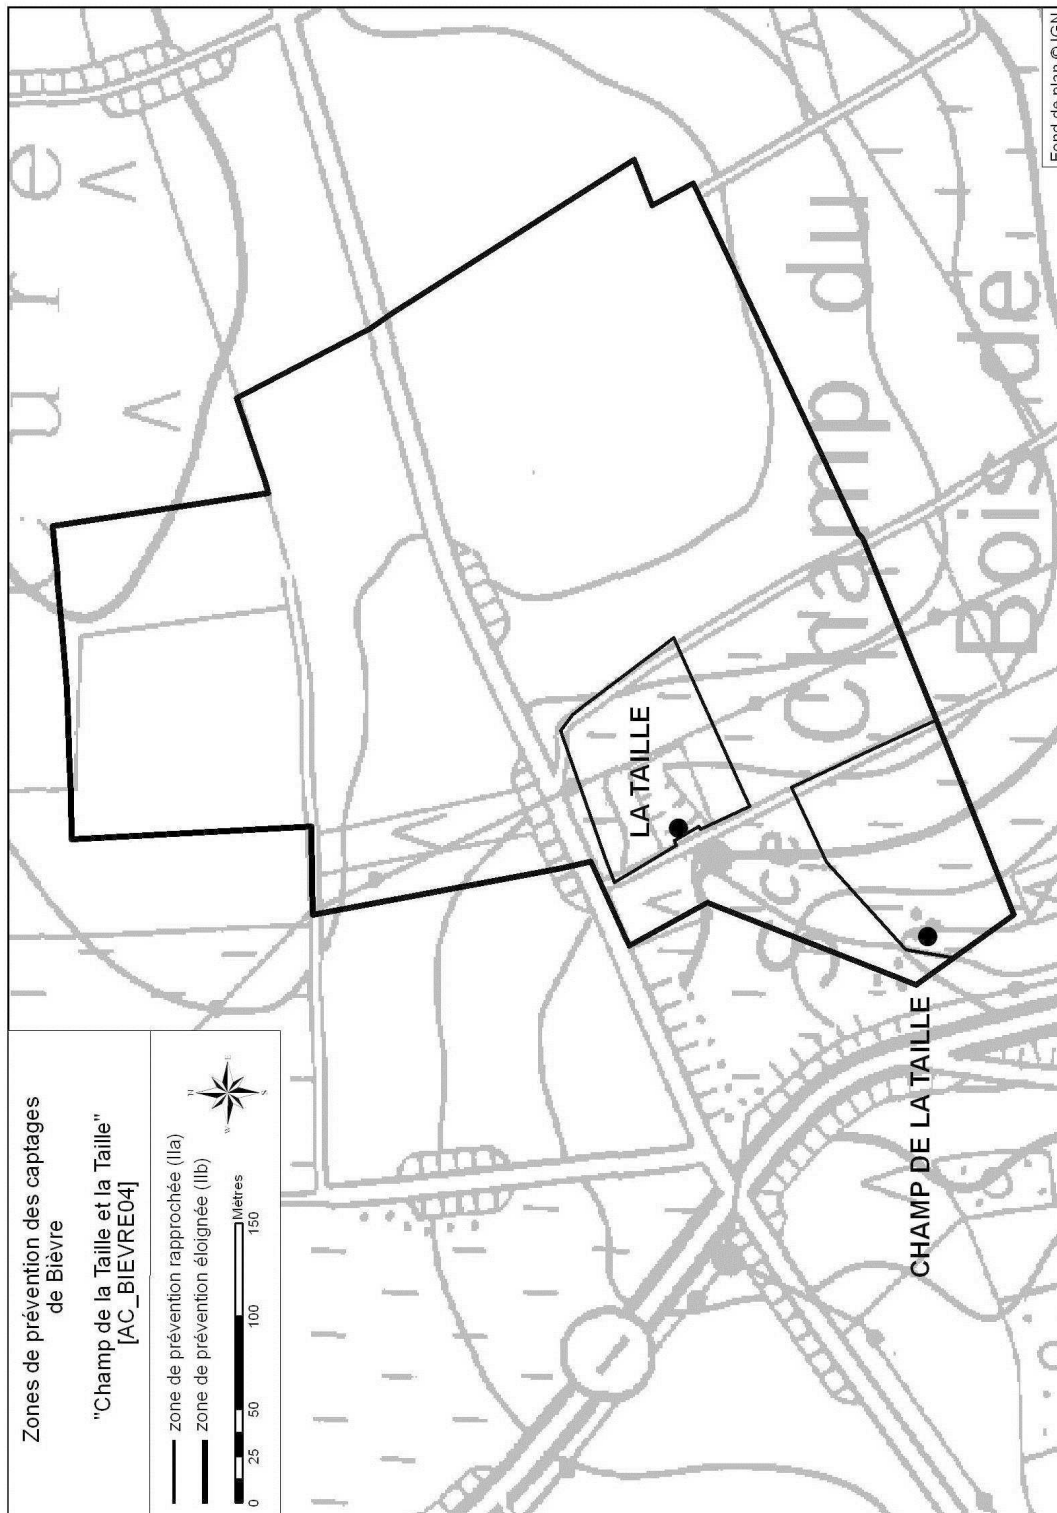 Zones de prévention des captages
de Bièvre
"Champ de la Taille et la Taille"
[AC_BIEVRE04]
zone de prévention rapprochée (IIa)
zone de prévention éloignée (IIb)
N
W
E
S
0 25 50 100 150
Mètres
u r e
LA TAILLE
CHAMP DE LA TAILLE
Sce
Champ du
Bois de
Fond de plan © IGN